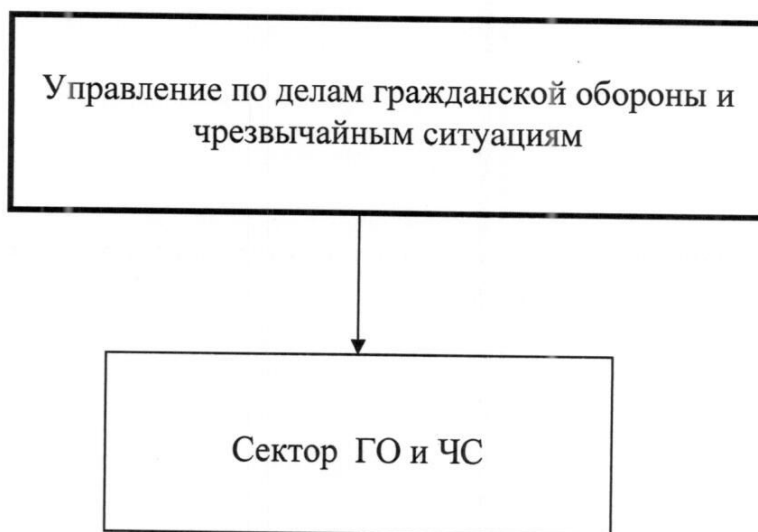 Управление по делам гражданской обороны и
чрезвычайным ситуациям
Сектор ГО и ЧС